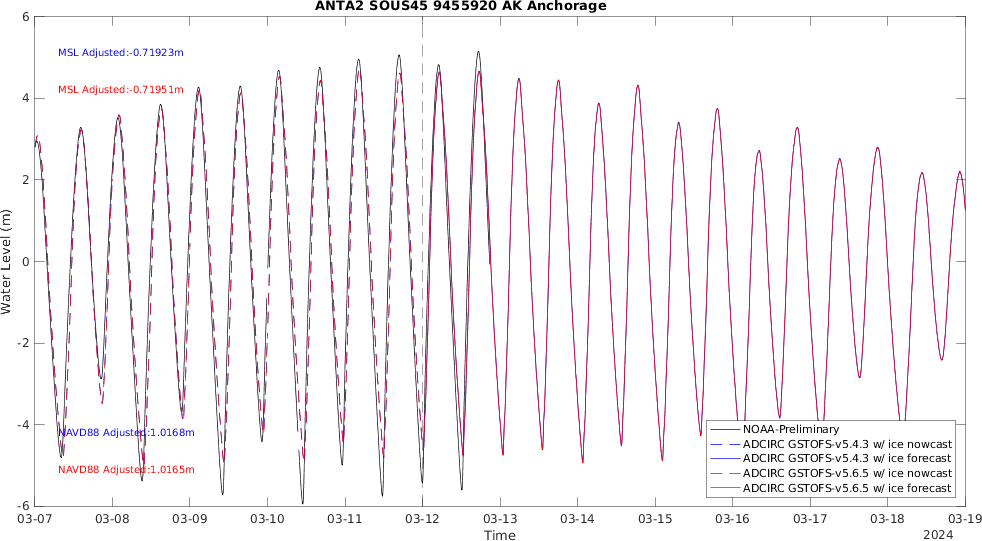 ANTA2 SOUS45 9455920 AK Anchorage
6
4
2
0
-2
-4
-6
Water Level (m)
MSL Adjusted:-0.71923m
MSL Adjusted:-0.71951m
NAVD88 Adjusted:1.0168m
NAVD88 Adjusted:1.0165m
NOAA-Preliminary
ADCIRC GSTOFS-v5.4.3 w/ ice nowcast
ADCIRC GSTOFS-v5.4.3 w/ ice forecast
ADCIRC GSTOFS-v5.6.5 w/ ice nowcast
ADCIRC GSTOFS-v5.6.5 w/ ice forecast
03-07 03-08 03-09 03-10 03-11 03-12 03-13 03-14 03-15 03-16 03-17 03-18 03-19
Time
2024